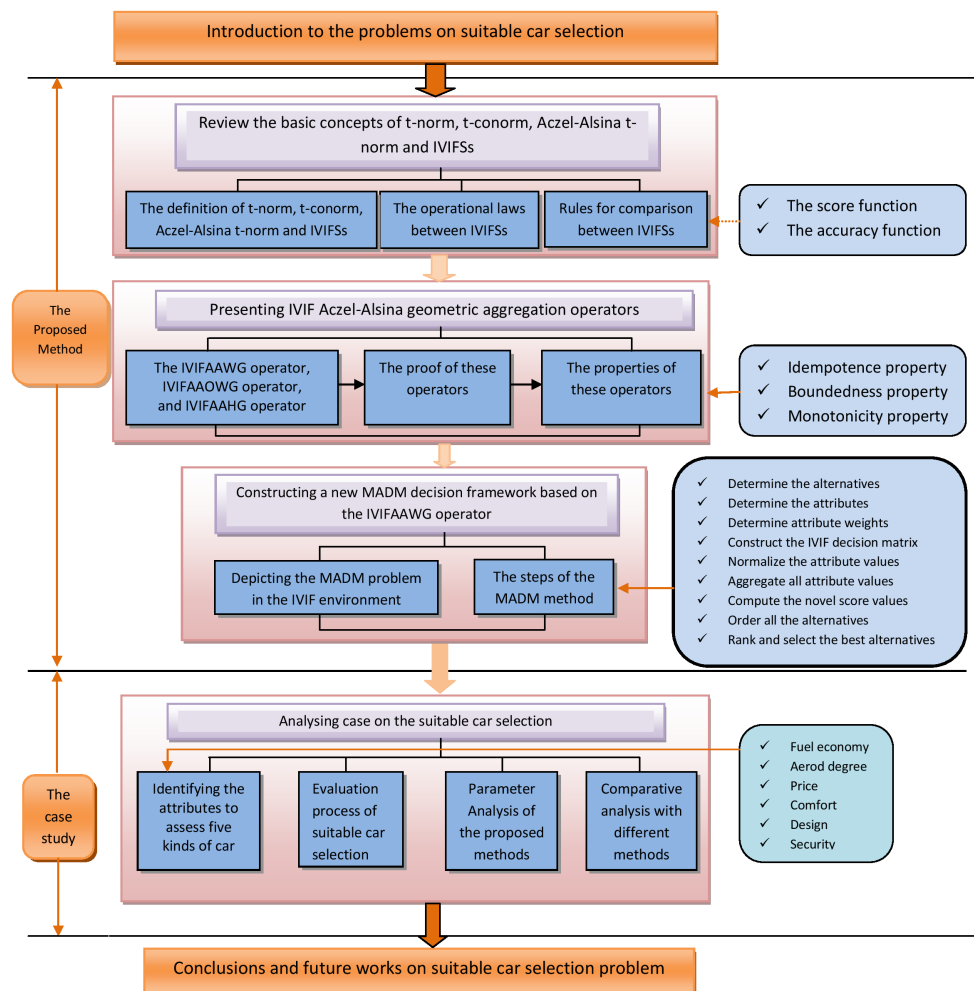 Introduction to the problems on suitable car selection
Review the basic concepts of t-norm, t-conorm, Aczel-Alsina t-
norm and IVIFSs
The definition of t-norm, t-conorm,
Aczel-Alsina t-norm and IVIFSs
The operational laws
between IVIFSs
Rules for comparison
between IVIFSs
✓ The score function
✓ The accuracy function
The
Proposed
Method
Presenting IVIF Aczel-Alsina geometric aggregation operators
The IVIFAAWG operator,
IVIFAAOWG operator,
and IVIFAAHG operator
The proof of these
operators
The properties of
these operators
✓ Idempotence property
✓ Boundedness property
✓ Monotonicity property
Constructing a new MADM decision framework based on
the IVIFAAWG operator
Depicting the MADM problem
in the IVIF environment
The steps of the
MADM method
✓ Determine the alternatives
✓ Determine the attributes
✓ Determine attribute weights
✓ Construct the IVIF decision matrix
✓ Normalize the attribute values
✓ Aggregate all attribute values
✓ Compute the novel score values
✓ Order all the alternatives
✓ Rank and select the best alternatives
The
case
study
Analysing case on the suitable car selection
Identifying the
attributes to
assess five
kinds of car
Evaluation
process of
suitable car
selection
Parameter
Analysis of
the proposed
methods
Comparative
analysis with
different
methods
✓ Fuel economy
✓ Aerod degree
✓ Price
✓ Comfort
✓ Design
✓ Security
Conclusions and future works on suitable car selection problem